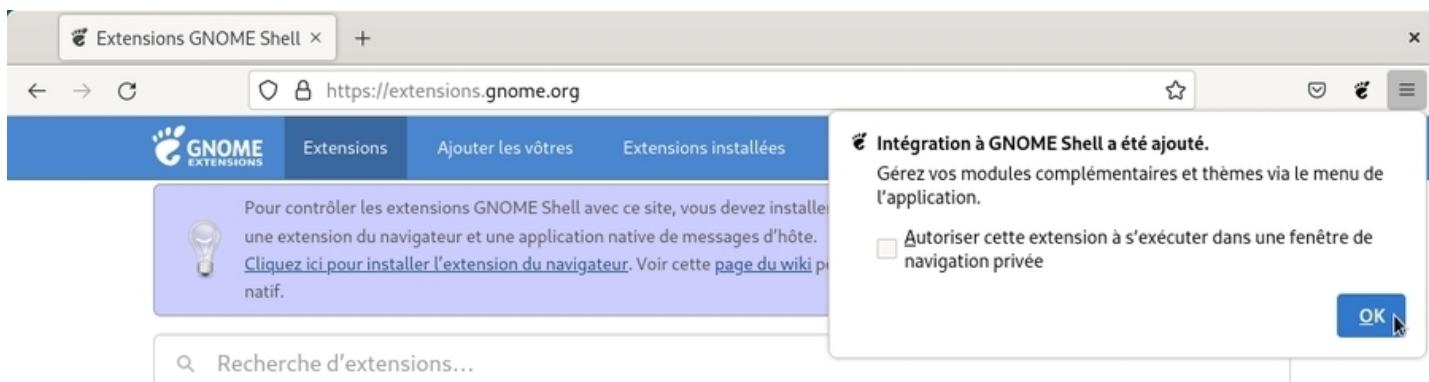 Extensions GNOME Shell
https://extensions.gnome.org
GNOME
EXTENSIONS
Extensions
Ajouter les vôtres
Extensions installées
Intégration à GNOME Shell a été ajouté.
Gérez vos modules complémentaires et thèmes via le menu de
l'application.
Autoriser cette extension à s'exécuter dans une fenêtre de
navigation privée
OK
Pour contrôler les extensions GNOME Shell avec ce site, vous devez installer
une extension du navigateur et une application native de messages d'hôte.
Cliquez ici pour installer l'extension du navigateur. Voir cette page du wiki
natif.
Recherche d'extensions...